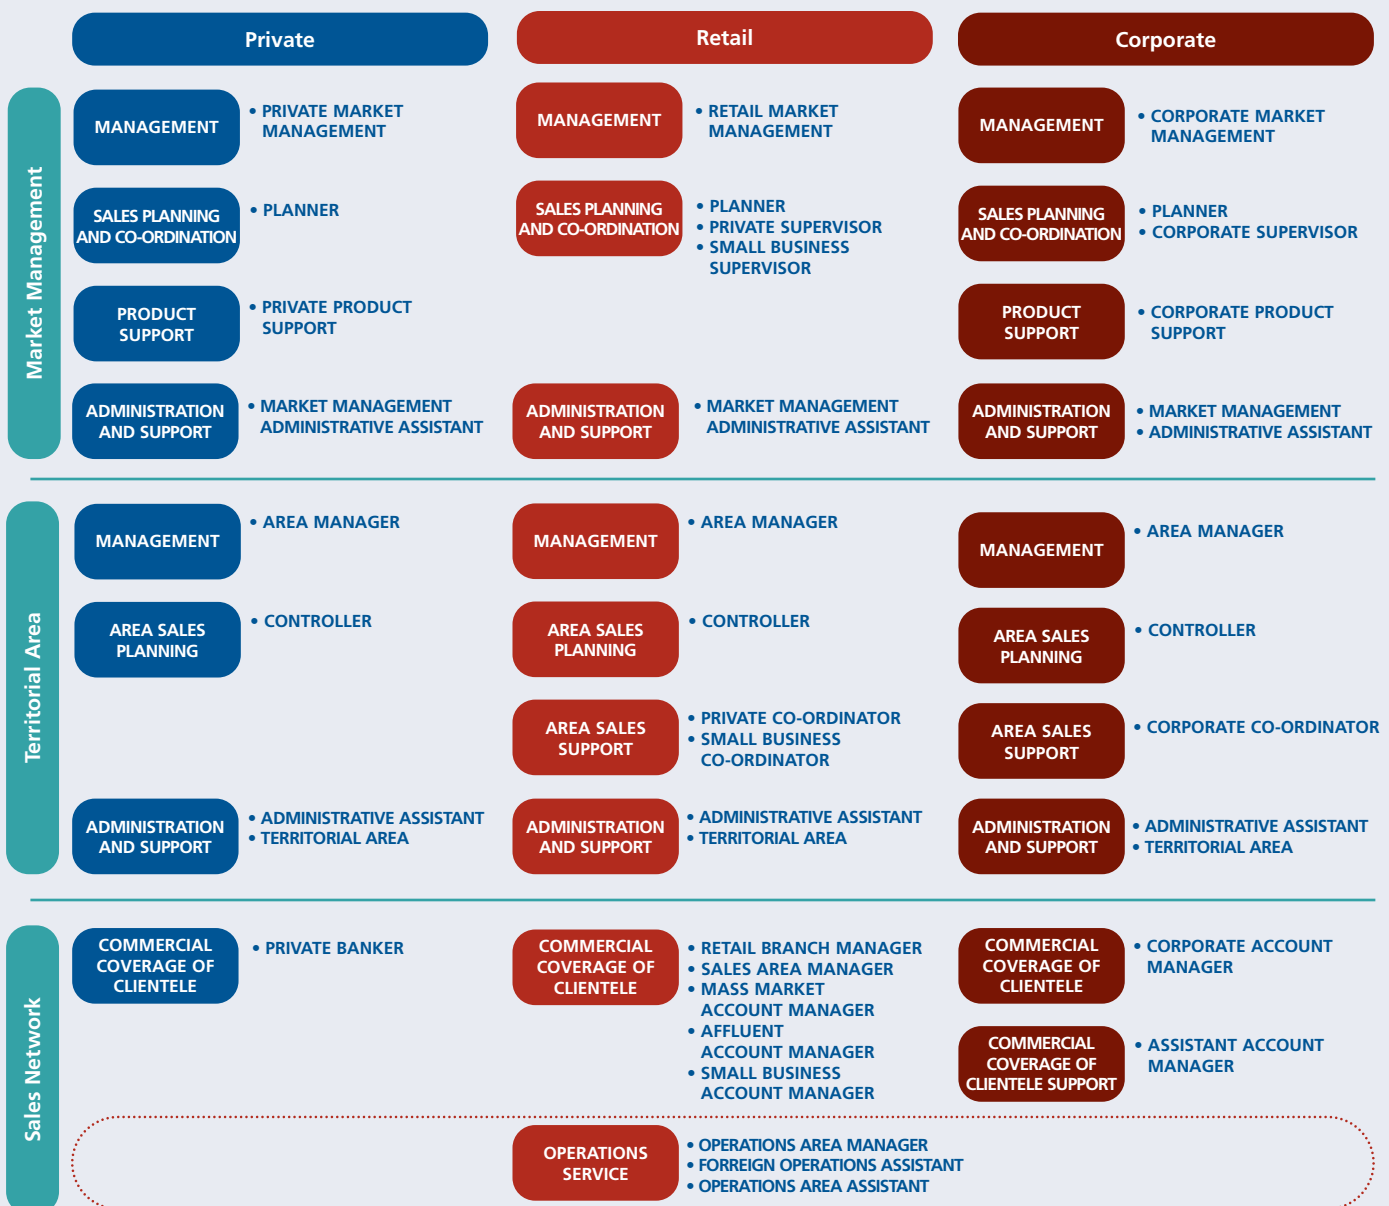 Private
Retail
Corporate
Market Management
MANAGEMENT
• PRIVATE MARKET
MANAGEMENT
MANAGEMENT
• RETAIL MARKET
MANAGEMENT
MANAGEMENT
• CORPORATE MARKET
MANAGEMENT
SALES PLANNING
AND CO-ORDINATION
• PLANNER
SALES PLANNING
AND CO-ORDINATION
• PLANNER
• PRIVATE SUPERVISOR
• SMALL BUSINESS
SUPERVISOR
SALES PLANNING
AND CO-ORDINATION
• PLANNER
• CORPORATE SUPERVISOR
PRODUCT
SUPPORT
• PRIVATE PRODUCT
SUPPORT
PRODUCT
SUPPORT
• CORPORATE PRODUCT
SUPPORT
ADMINISTRATION
AND SUPPORT
• MARKET MANAGEMENT
ADMINISTRATIVE ASSISTANT
ADMINISTRATION
AND SUPPORT
• MARKET MANAGEMENT
ADMINISTRATIVE ASSISTANT
ADMINISTRATION
AND SUPPORT
• MARKET MANAGEMENT
• ADMINISTRATIVE ASSISTANT
Territorial Area
MANAGEMENT
• AREA MANAGER
MANAGEMENT
• AREA MANAGER
MANAGEMENT
• AREA MANAGER
AREA SALES
PLANNING
• CONTROLLER
AREA SALES
PLANNING
• CONTROLLER
AREA SALES
PLANNING
• CONTROLLER
AREA SALES
SUPPORT
• PRIVATE CO-ORDINATOR
• SMALL BUSINESS
CO-ORDINATOR
AREA SALES
SUPPORT
• CORPORATE CO-ORDINATOR
ADMINISTRATION
AND SUPPORT
• ADMINISTRATIVE ASSISTANT
• TERRITORIAL AREA
ADMINISTRATION
AND SUPPORT
• ADMINISTRATIVE ASSISTANT
• TERRITORIAL AREA
ADMINISTRATION
AND SUPPORT
• ADMINISTRATIVE ASSISTANT
• TERRITORIAL AREA
Sales Network
COMMERCIAL
COVERAGE OF
CLIENTELE
• PRIVATE BANKER
COMMERCIAL
COVERAGE OF
CLIENTELE
• RETAIL BRANCH MANAGER
• SALES AREA MANAGER
• MASS MARKET
ACCOUNT MANAGER
• AFFLUENT
ACCOUNT MANAGER
• SMALL BUSINESS
ACCOUNT MANAGER
COMMERCIAL
COVERAGE OF
CLIENTELE
• CORPORATE ACCOUNT
MANAGER
COMMERCIAL
COVERAGE OF
CLIENTELE SUPPORT
• ASSISTANT ACCOUNT
MANAGER
OPERATIONS
SERVICE
• OPERATIONS AREA MANAGER
• FORREIGN OPERATIONS ASSISTANT
• OPERATIONS AREA ASSISTANT